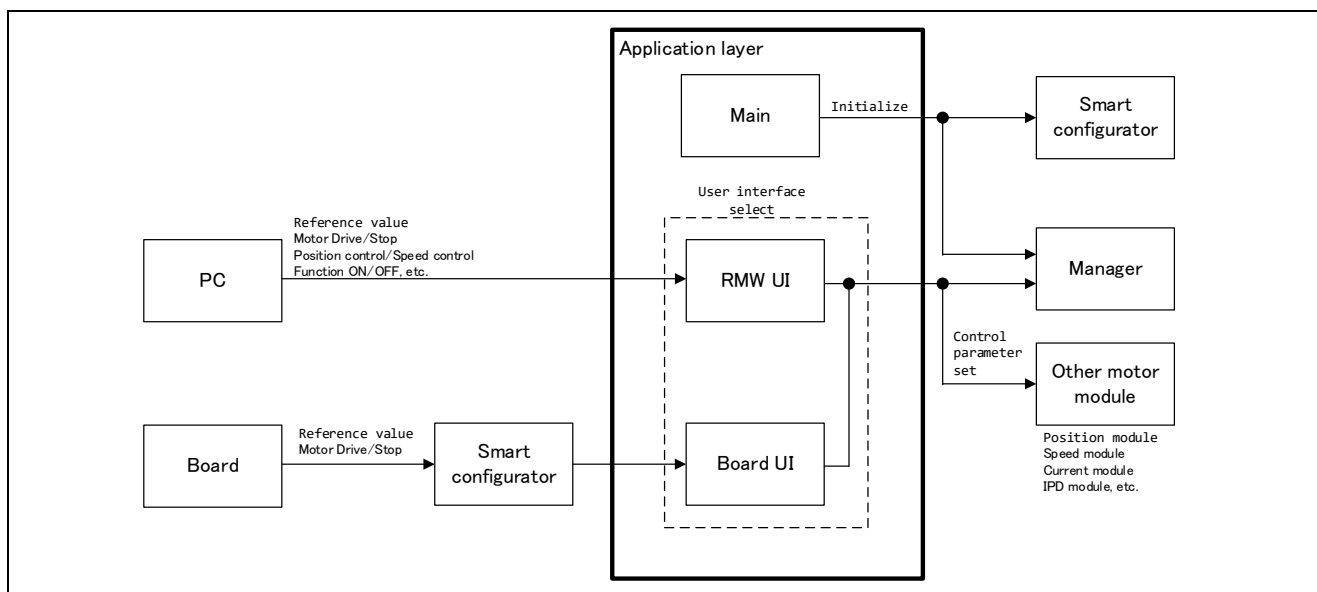 Application layer
Main
Initialize
Smart
configurator
User interface
select
Reference value
Motor Drive/Stop
Position control/Speed control
Function ON/OFF, etc.
PC
RMW UI
Manager
Control
parameter
set
Other motor
module
Position module
Speed module
Current module
IPD module, etc.
Reference value
Motor Drive/Stop
Board
Smart
configurator
Board UI